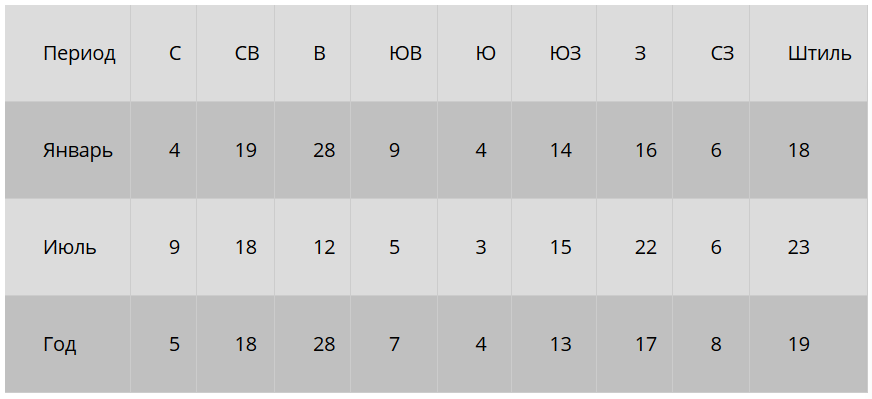 Период С СВ В ЮВ Ю ЮЗ З СЗ Штиль
Январь 4 19 28 9 4 14 16 6 18
Июль 9 18 12 5 3 15 22 6 23
Год 5 18 28 7 4 13 17 8 19